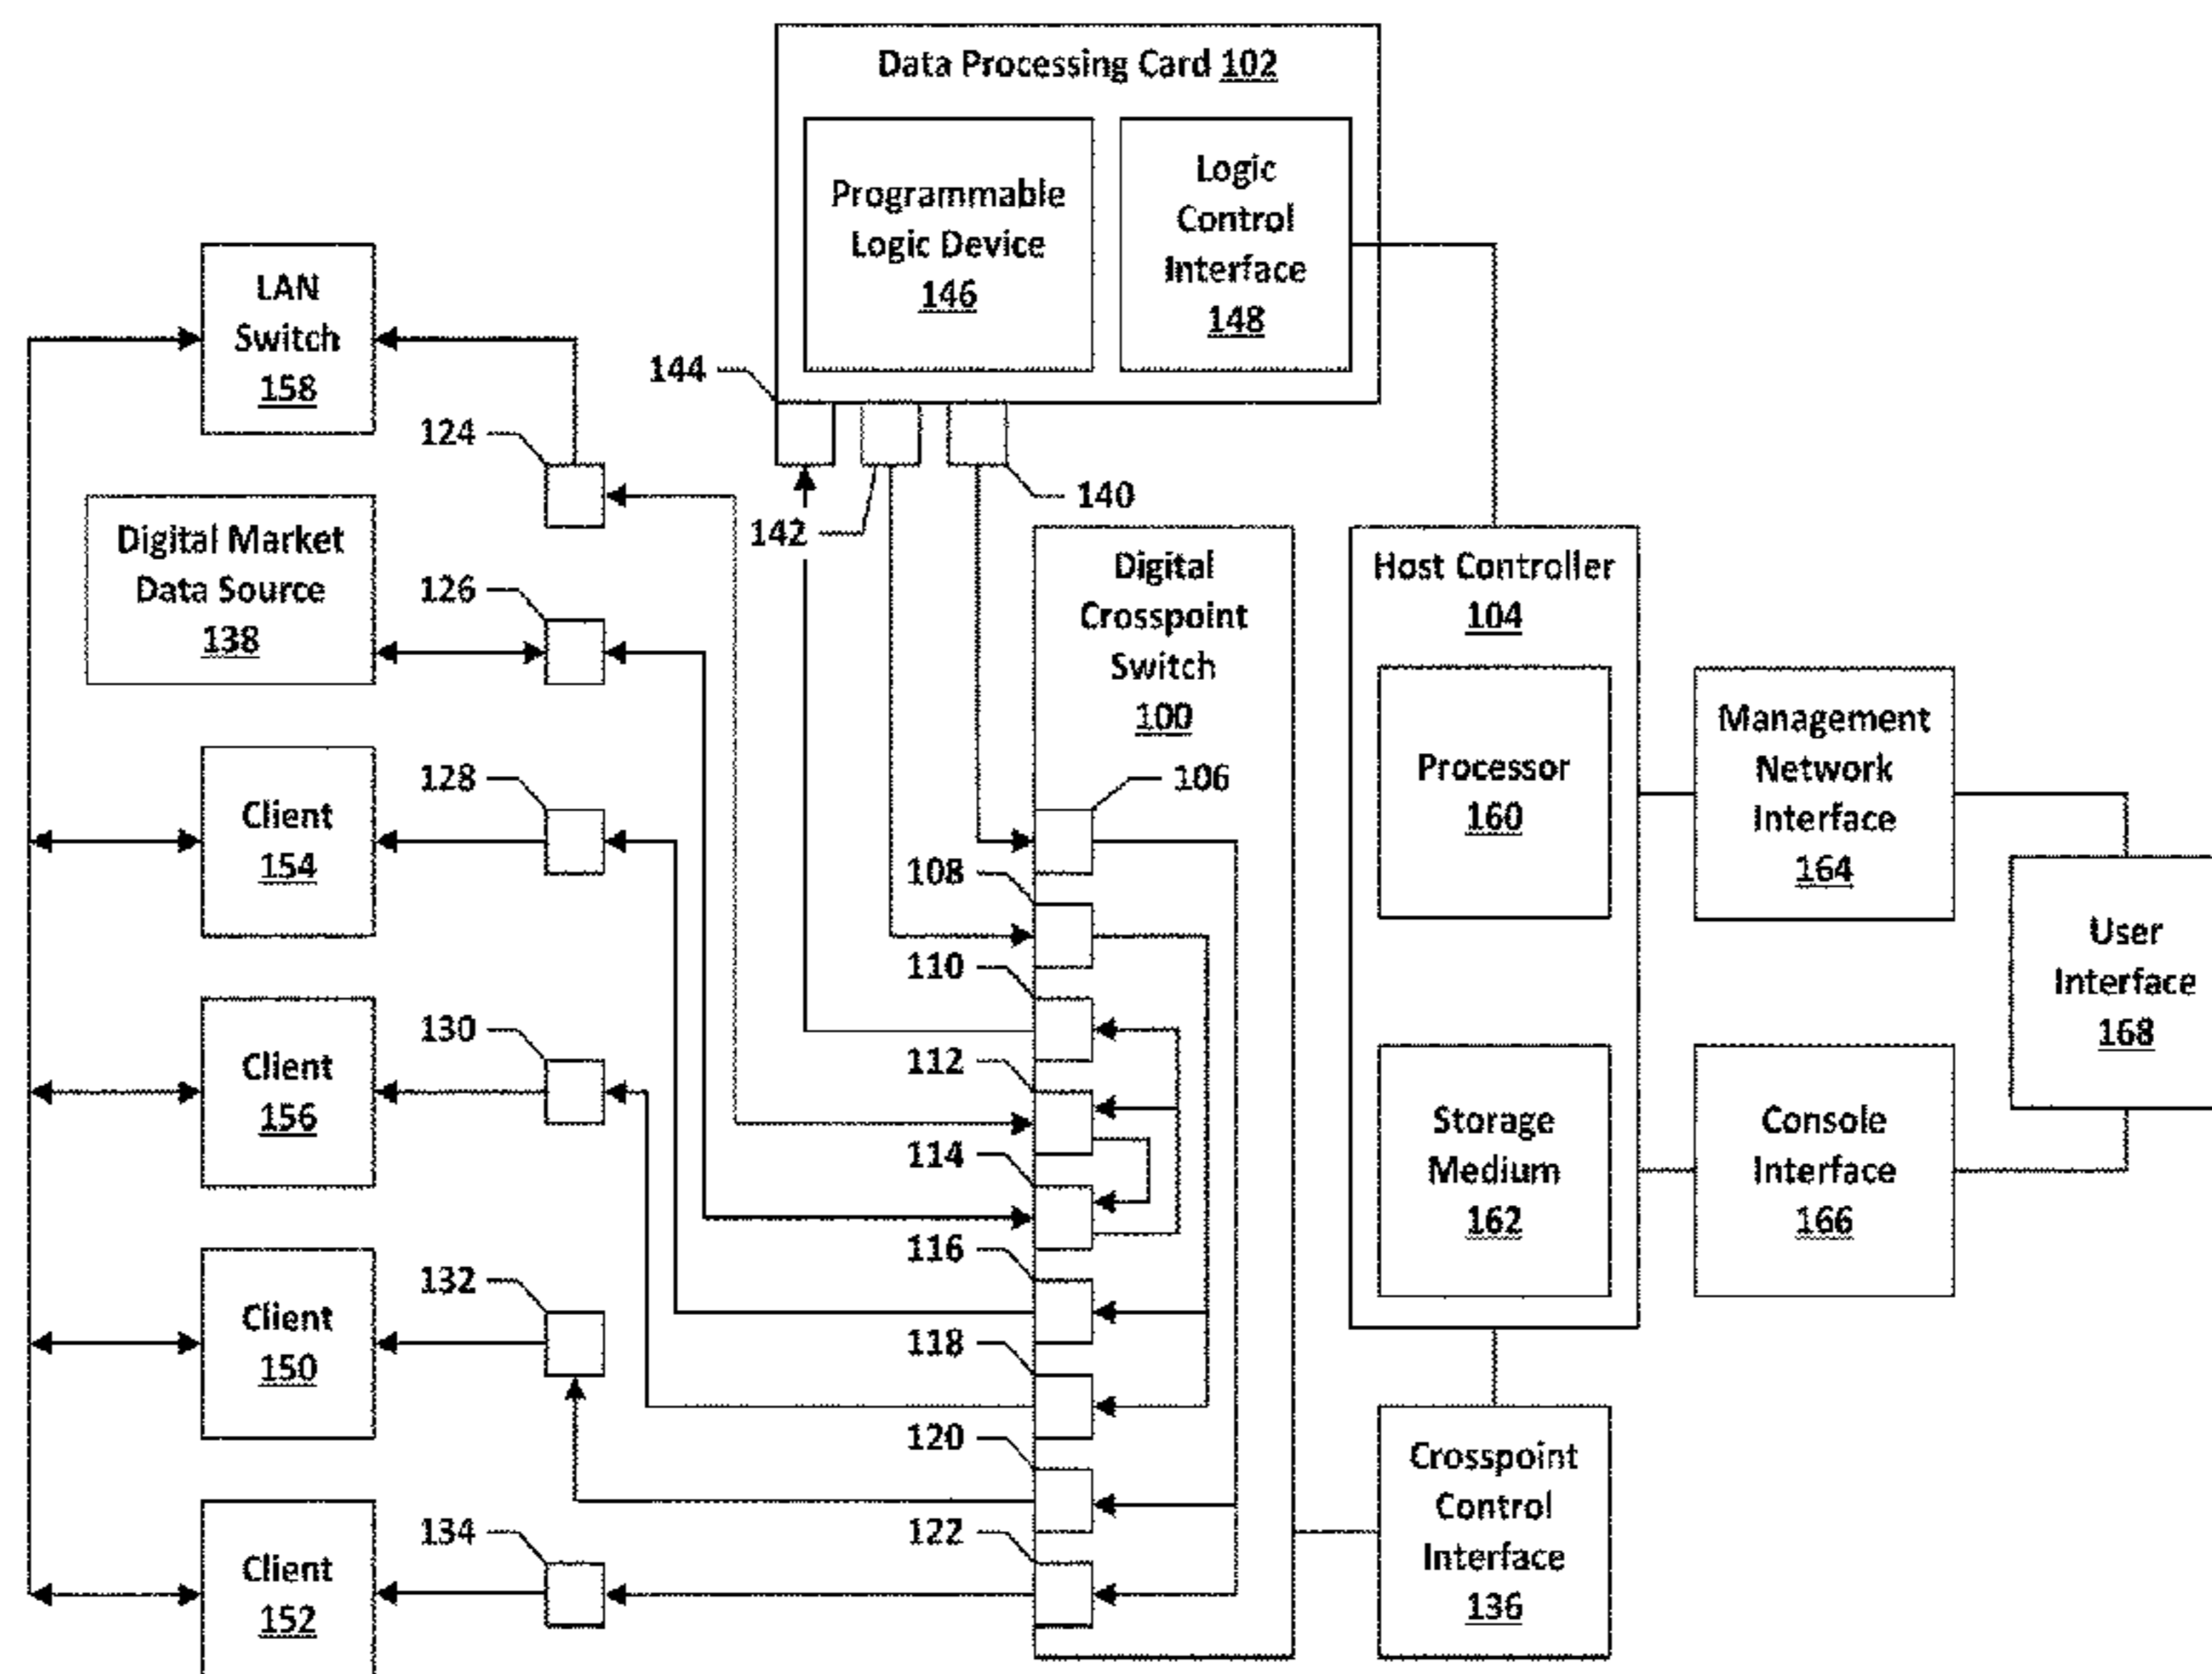 Data Processing Card 102
Programmable
Logic Device
146
Logic
Control
Interface
148
LAN
Switch
158
144
124
142
140
Digital Market
Data Source
138
126
Digital
Crosspoint
Switch
100
Host Controller
104
Processor
160
Management
Network
Interface
164
Client
154
128
106
108
110
User
Interface
168
Client
156
130
112
114
116
Storage
Medium
162
Console
Interface
166
Client
150
132
118
120
122
Crosspoint
Control
Interface
136
Client
152
134